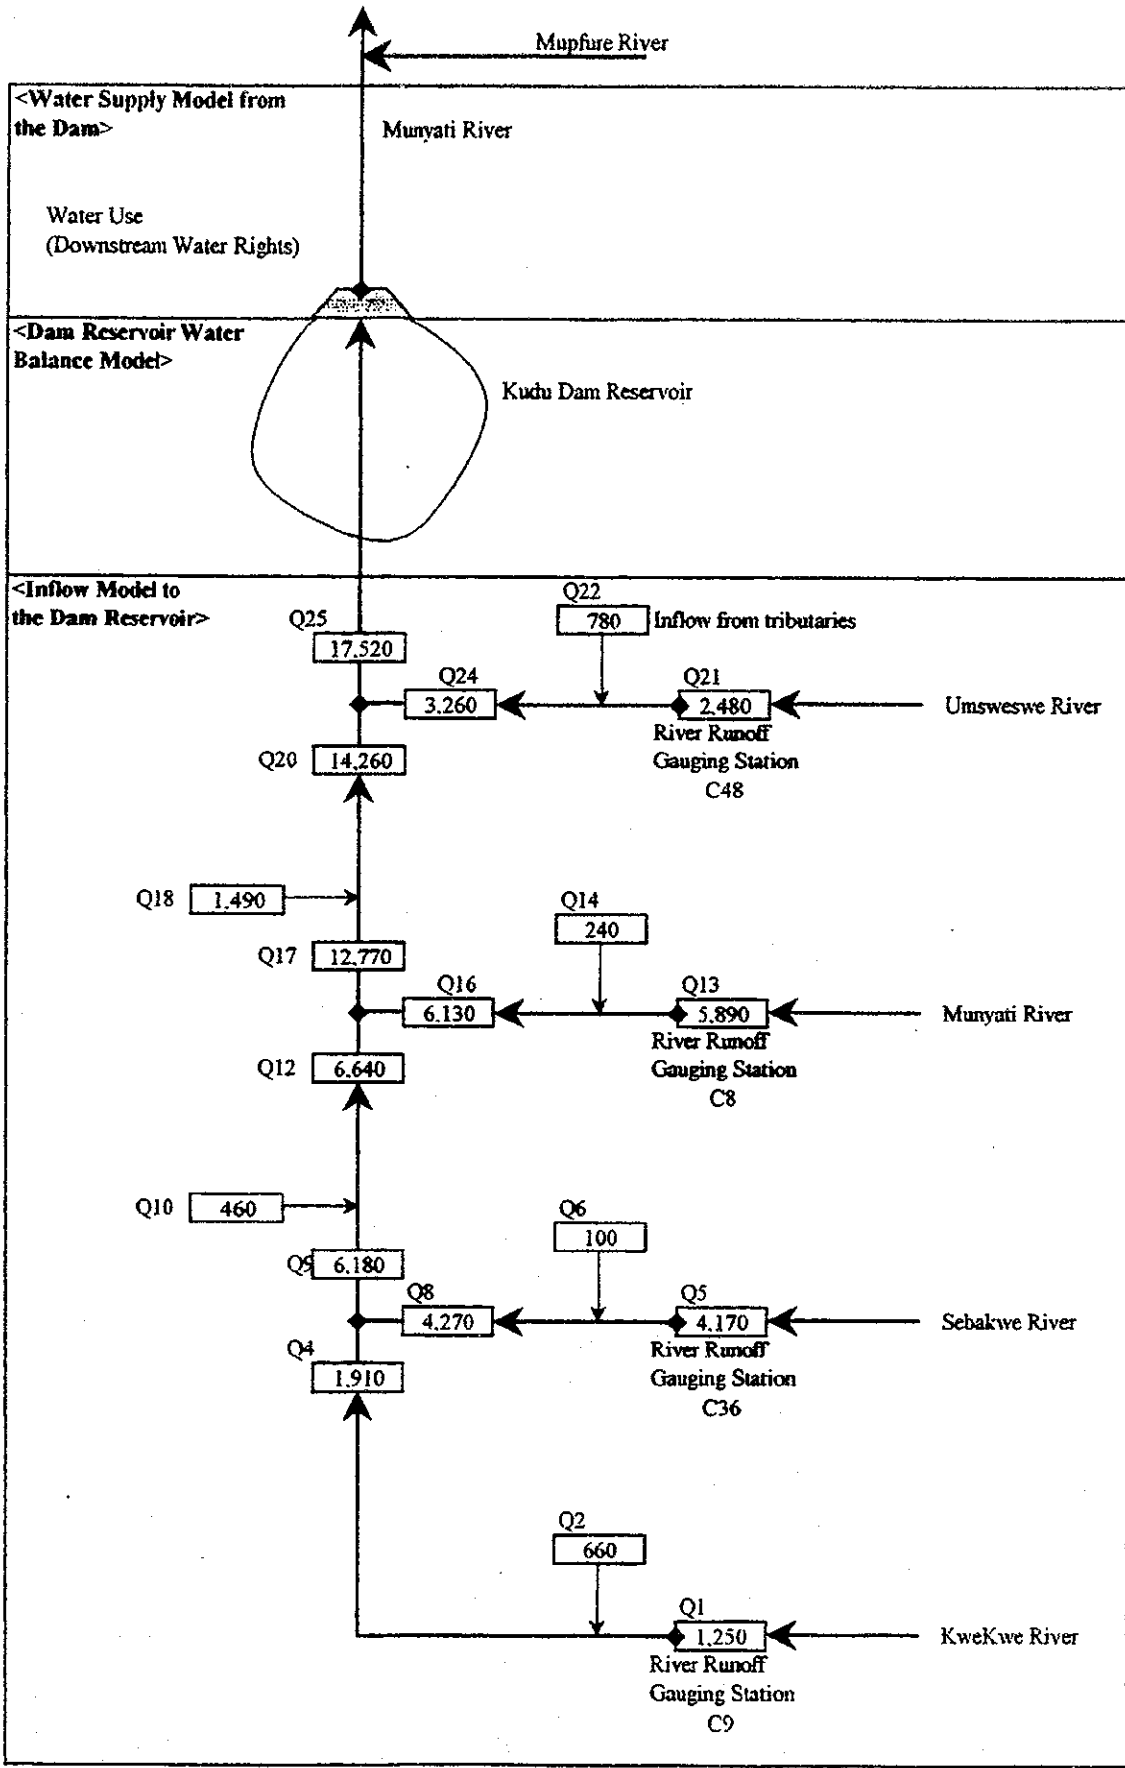 Mupfure River
<Water Supply Model from
the Dam>
Munyati River
Water Use
(Downstream Water Rights)
<Dam Reservoir Water
Balance Model>
Kudu Dam Reservoir
<Inflow Model to
the Dam Reservoir>
Q22
780 Inflow from tributaries
Q25
17.520
Q24
3.260
Q21
2.480
Umsweswe River
River Runoff
Gauging Station
C48
Q20 14.260
Q18 1.490
Q14
240
Q17 12.770
Q16
6.130
Q13
5.890
Munyati River
River Runoff
Gauging Station
C8
Q12 6.640
Q10 460
Q6
100
Q9 6.180
Q8
4.270
Q5
4.170
Sebakwe River
River Runoff
Gauging Station
C36
Q4
1.910
Q2
660
Q1
1.250
KweKwe River
River Runoff
Gauging Station
C9